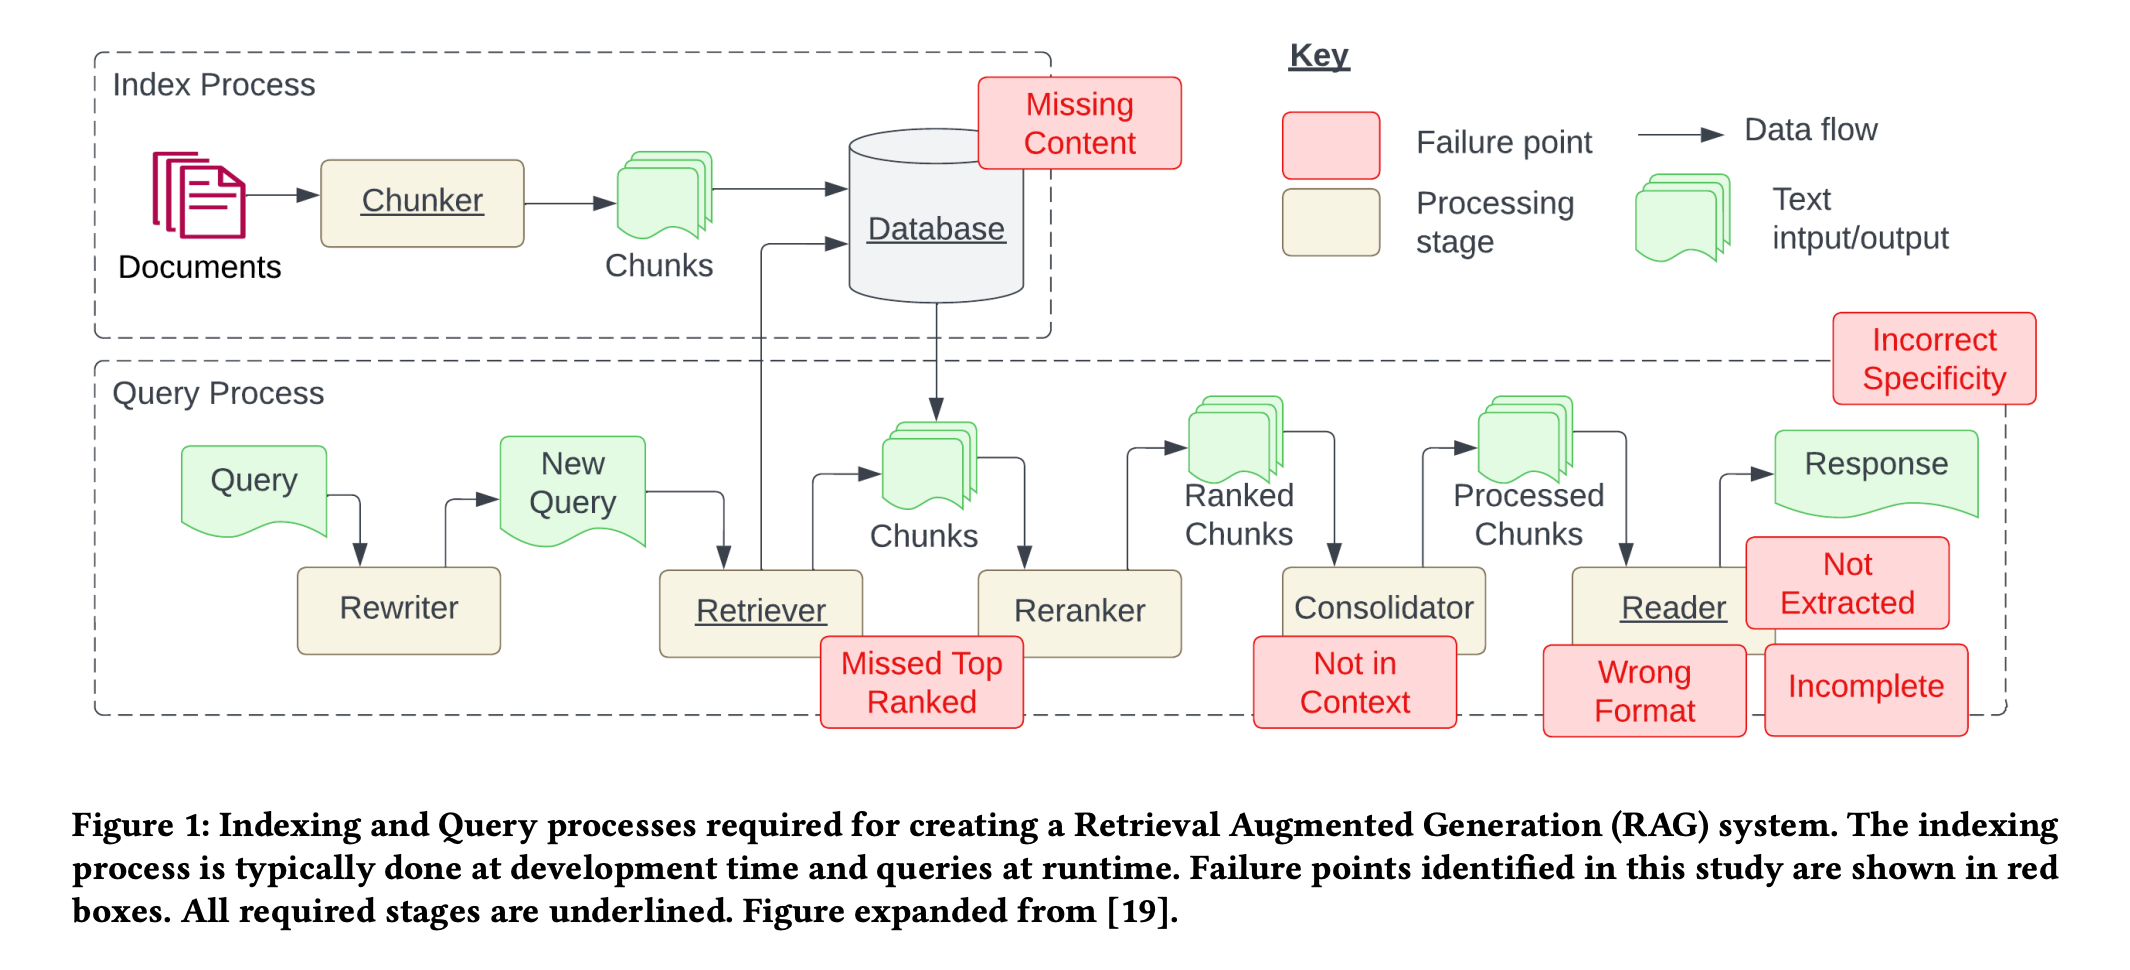 Index Process
Missing
Content
Documents
Chunker
Chunks
Database
Key
Failure point
Data flow
Processing
stage
Text
intput/output
Query Process
Incorrect
Specificity
Query
New
Query
Chunks
Ranked
Chunks
Processed
Chunks
Response
Rewriter
Retriever
Reranker
Consolidator
Reader
Not
Extracted
Missed Top
Ranked
Not in
Context
Wrong
Format
Incomplete
Figure 1: Indexing and Query processes required for creating a Retrieval Augmented Generation (RAG) system. The indexing
process is typically done at development time and queries at runtime. Failure points identified in this study are shown in red
boxes. All required stages are underlined. Figure expanded from [19].